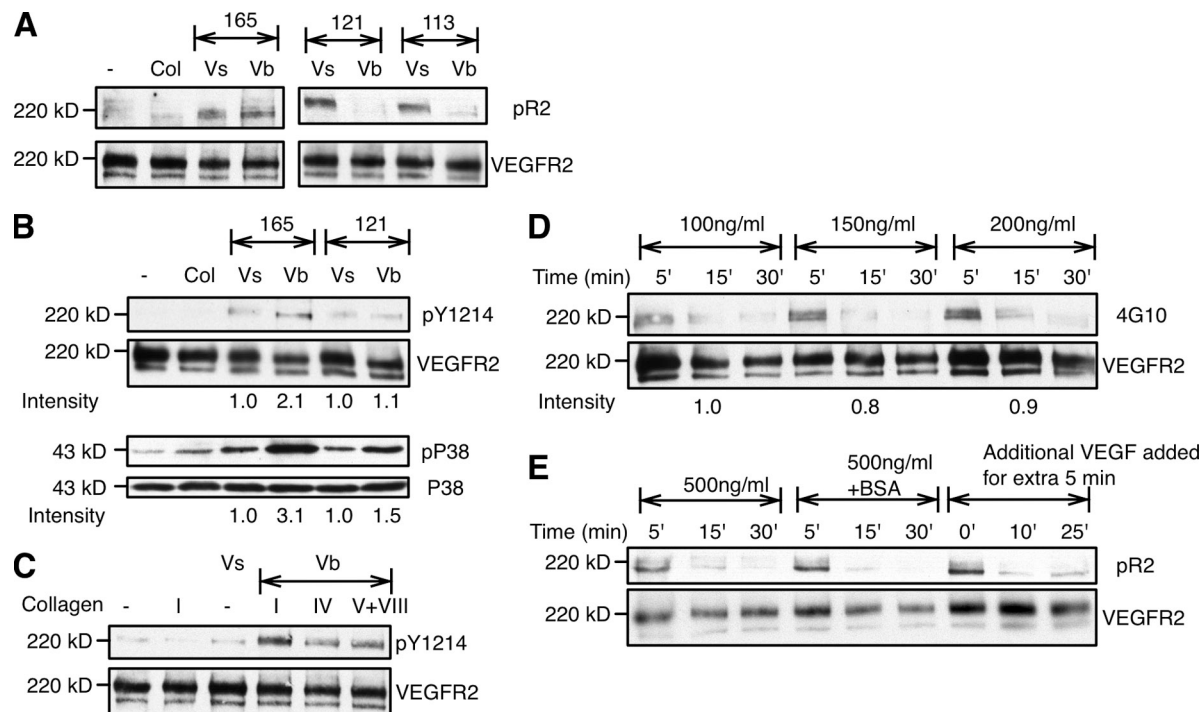 A
165 121 113
- Col Vs Vb Vs Vb Vs Vb
220 kD pR2
220 kD VEGFR2
B
165 121
- Col Vs Vb Vs Vb
220 kD pY1214
220 kD VEGFR2
Intensity 1.0 2.1 1.0 1.1
43 kD pP38
43 kD P38
Intensity 1.0 3.1 1.0 1.5
C
Vs Vb
Collagen - I - I IV V+VIII
220 kD pY1214
220 kD VEGFR2
D
100ng/ml 150ng/ml 200ng/ml
Time (min) 5' 15' 30' 5' 15' 30' 5' 15' 30'
220 kD 4G10
220 kD VEGFR2
Intensity 1.0 0.8 0.9
E
500ng/ml 500ng/ml +BSA Additional VEGF added for extra 5 min
Time (min) 5' 15' 30' 5' 15' 30' 0' 10' 25'
220 kD pR2
220 kD VEGFR2